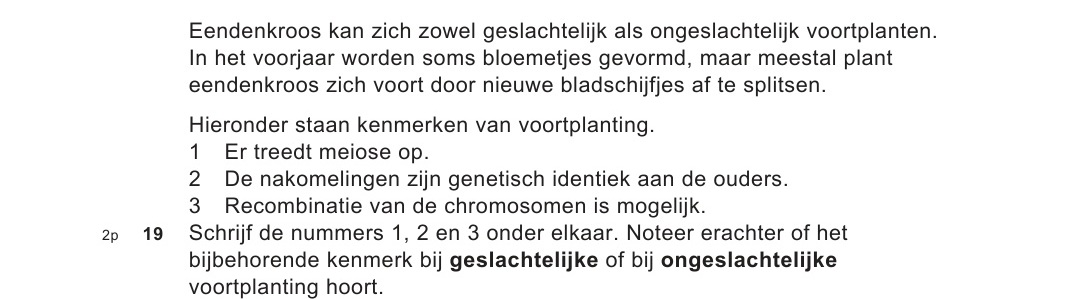 Eendenkroos kan zich zowel geslachtelijk als ongeslachtelijk voortplanten.
In het voorjaar worden soms bloemetjes gevormd, maar meestal plant
eendenkroos zich voort door nieuwe bladschijfjes af te splitsen.
Hieronder staan kenmerken van voortplanting.
1 Er treedt meiose op.
2 De nakomelingen zijn genetisch identiek aan de ouders.
3 Recombinatie van de chromosomen is mogelijk.
2p 19 Schrijf de nummers 1, 2 en 3 onder elkaar. Noteer erachter of het
bijbehorende kenmerk bij geslachtelijke of bij ongeslachtelijke
voortplanting hoort.